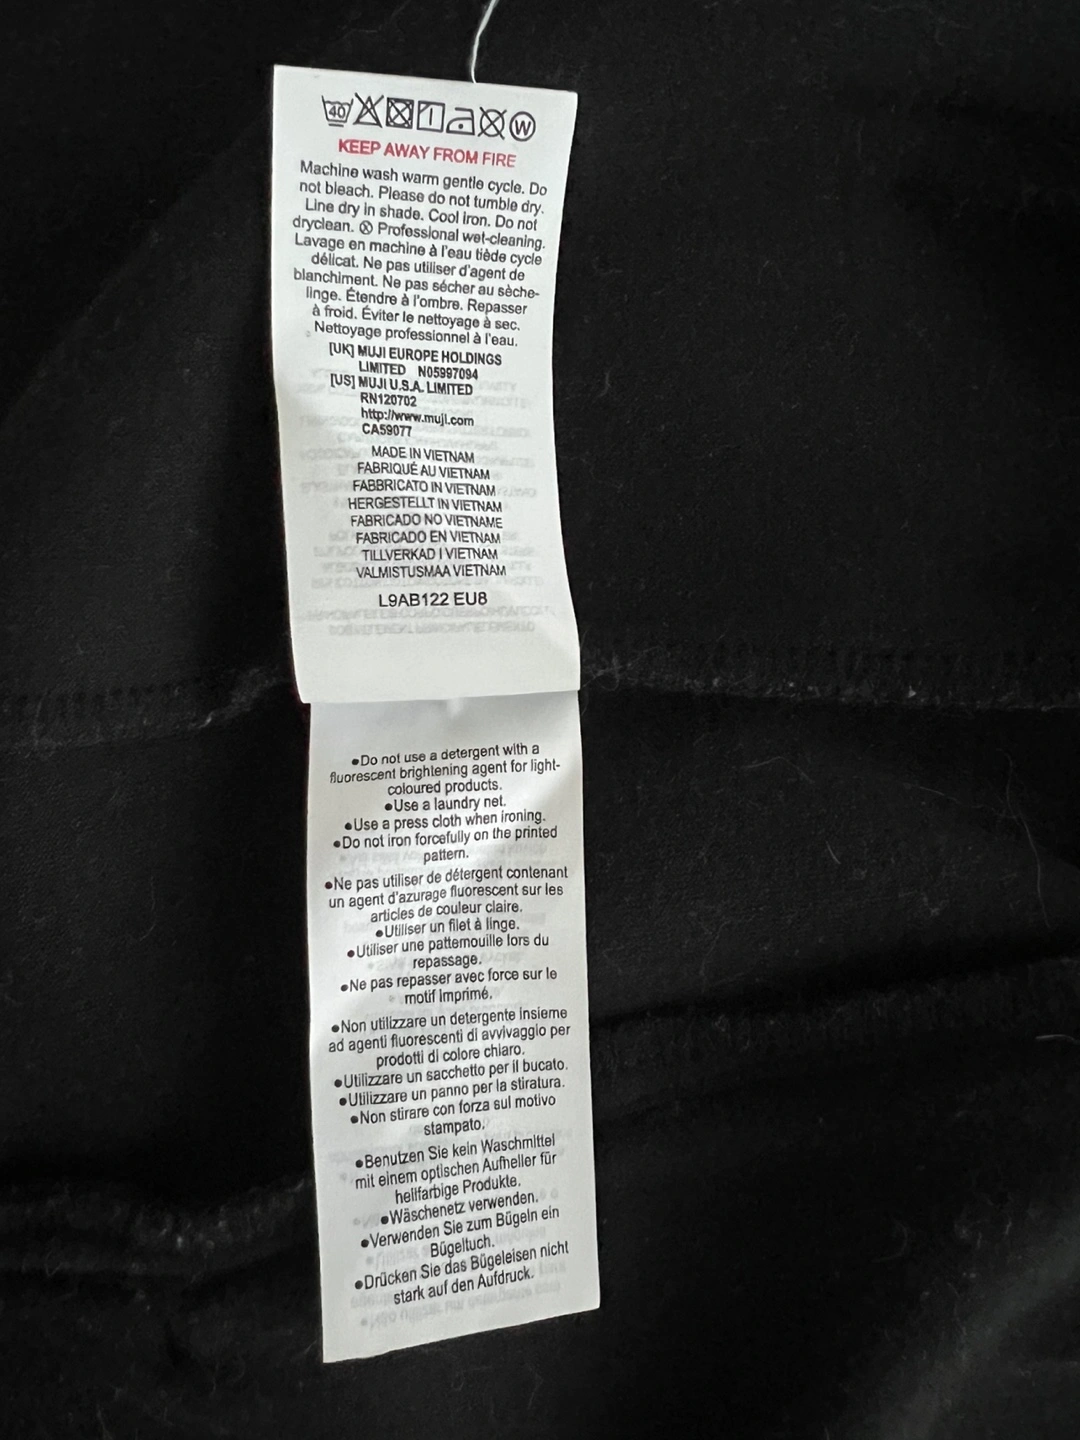 40 W
KEEP AWAY FROM FIRE
Machine wash warm gentle cycle. Do
not bleach. Please do not tumble dry.
Line dry in shade. Cool iron. Do not
dryclean. Ⓦ Professional wet-cleaning.
Lavage en machine à l'eau tiède cycle
délicat. Ne pas utiliser d'agent de
blanchiment. Ne pas sécher au sèche-
linge. Étendre à l'ombre. Repasser
à froid. Éviter le nettoyage à sec.
Nettoyage professionnel à l'eau.
[UK] MUJI EUROPE HOLDINGS
LIMITED N05997094
[US] MUJI U.S.A. LIMITED
RN120702
http://www.muji.com
CA59077
MADE IN VIETNAM
FABRIQUÉ AU VIETNAM
FABBRICATO IN VIETNAM
HERGESTELLT IN VIETNAM
FABRICADO NO VIETNAME
FABRICADO EN VIETNAM
TILLVERKAD I VIETNAM
VALMISTUSMAA VIETNAM
L9AB122 EU8
●Do not use a detergent with a
fluorescent brightening agent for light-
coloured products.
●Use a laundry net.
●Use a press cloth when ironing.
●Do not iron forcefully on the printed
pattern.
●Ne pas utiliser de détergent contenant
un agent d'azurage fluorescent sur les
articles de couleur claire.
●Utiliser un filet à linge.
●Utiliser une pattemouille lors du
repassage.
●Ne pas repasser avec force sur le
motif imprimé.
●Non utilizzare un detergente insieme
ad agenti fluorescenti di avvivaggio per
prodotti di colore chiaro.
●Utilizzare un sacchetto per il bucato.
●Utilizzare un panno per la stiratura.
●Non stirare con forza sul motivo
stampato.
●Benutzen Sie kein Waschmittel
mit einem optischen Aufheller für
hellfarbige Produkte.
●Wäschenetz verwenden.
●Verwenden Sie zum Bügeln ein
Bügeltuch.
●Drücken Sie das Bügeleisen nicht
stark auf den Aufdruck.